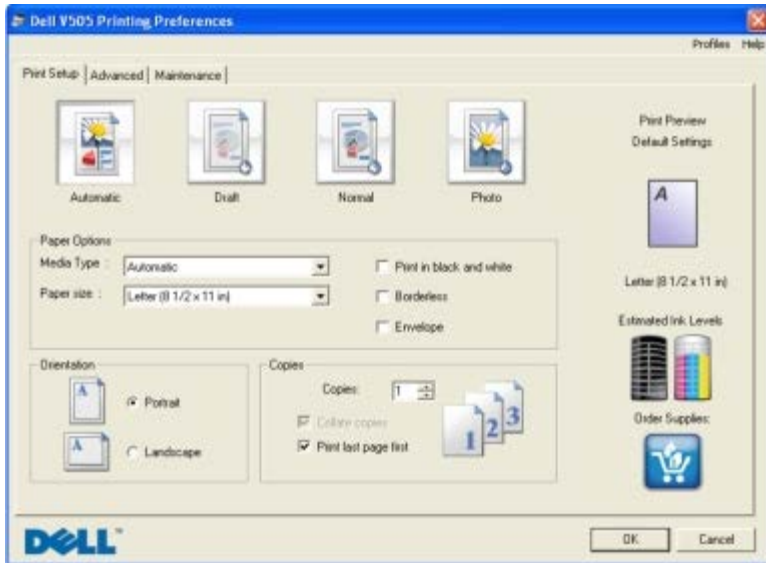 Dell V505 Printing Preferences
Profiles Help
Print Setup Advanced Maintenance
Automatic Draft Normal Photo
Print Preview
Default Settings
A
Letter (8 1/2 x 11 in)
Paper Options
Media Type : Automatic
Paper size : Letter (8 1/2 x 11 in)
Print in black and white
Borderless
Envelope
Estimated Ink Levels
Orientation
A Portrait
A Landscape
Copies
Copies: 1
Collate copies
Print last page first
1 2 3
Order Supplies:
DELL™
OK Cancel